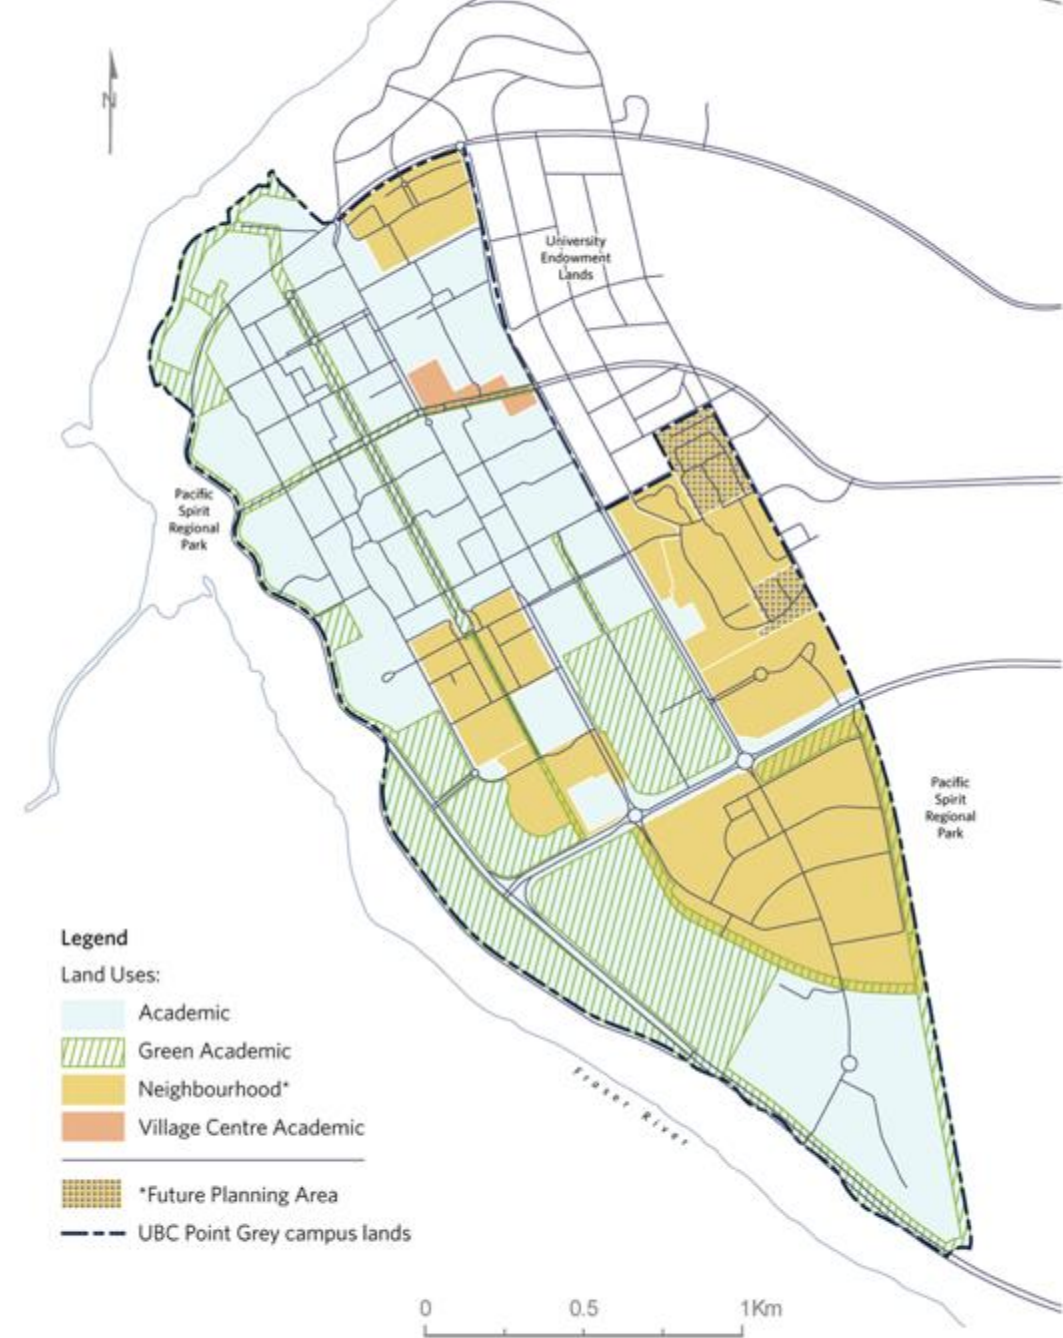 N
University
Endowment
Lands
Pacific
Spirit
Regional
Park
Pacific
Spirit
Regional
Park
Legend
Land Uses:
Academic
Green Academic
Neighbourhood*
Village Centre Academic
*Future Planning Area
UBC Point Grey campus lands
Fraser River
0 0.5 1Km